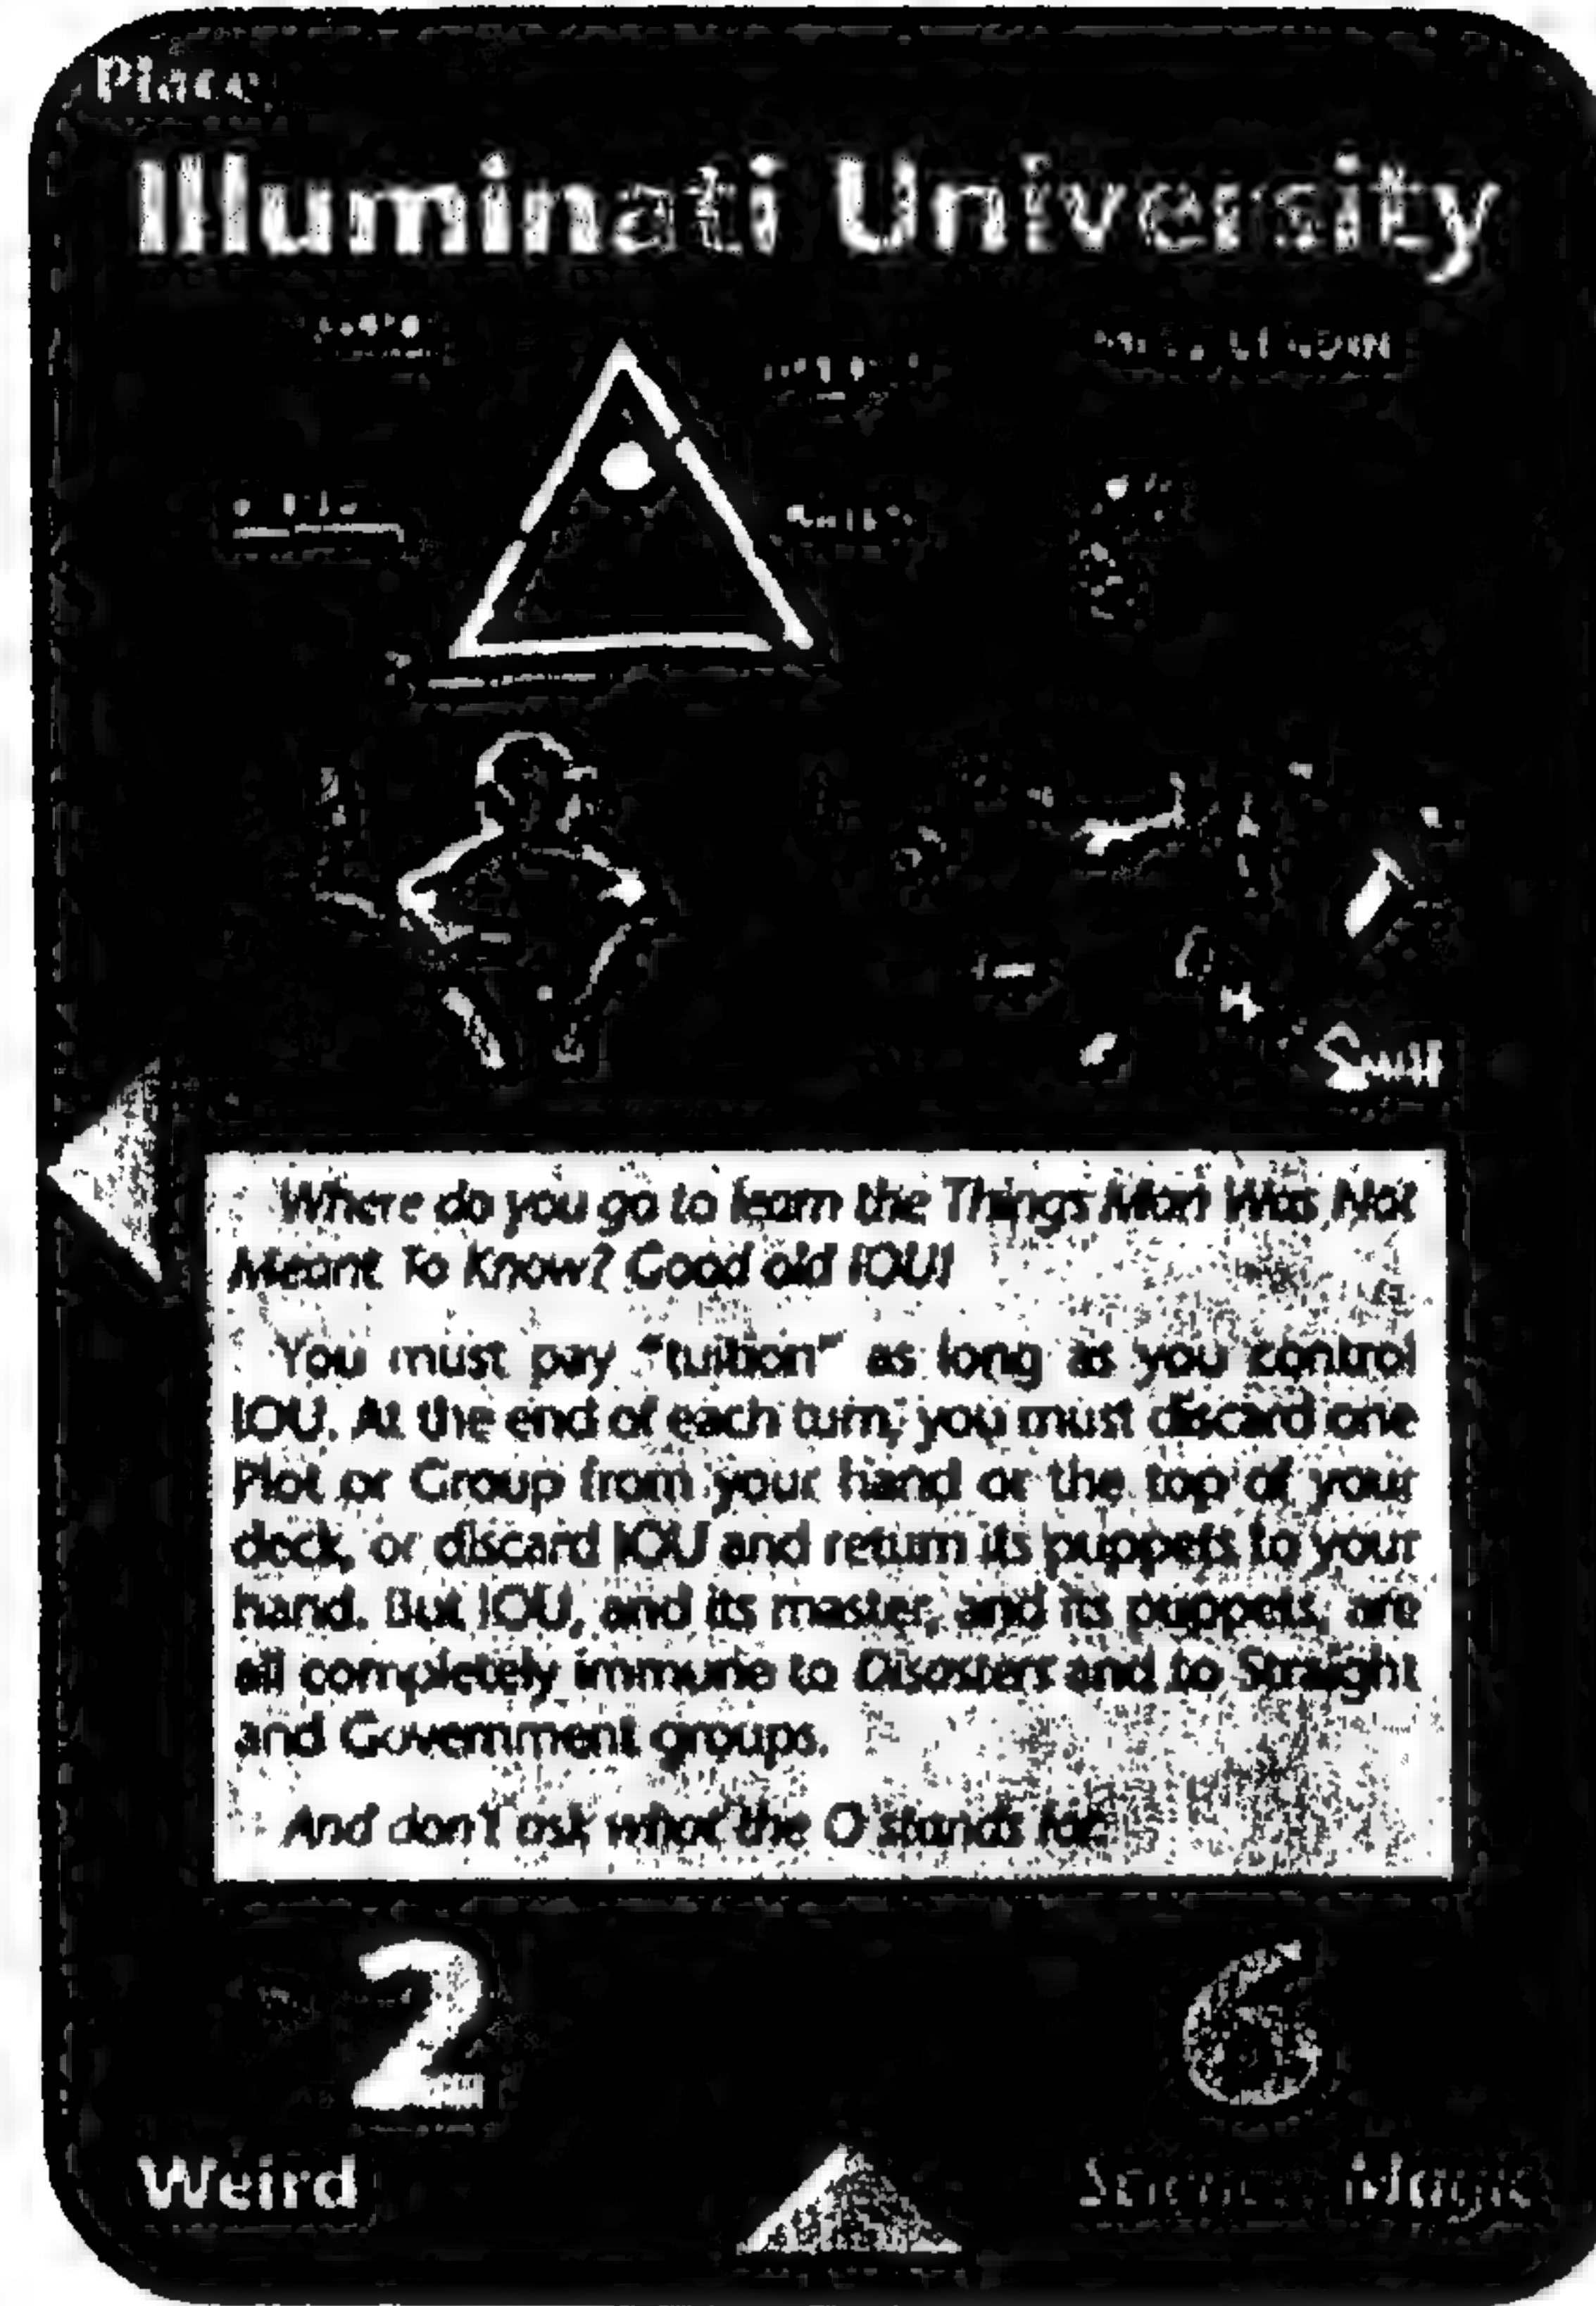 Place
Illuminati University
Where do you go to learn the Things Man Was Not
Meant To Know? Good old IOU!
You must pay "tuition" as long as you control
IOU. At the end of each turn, you must discard one
Plot or Group from your hand or the top of your
deck, or discard IOU and return its puppets to your
hand. But IOU, and its master, and its puppets, are
all completely immune to Disasters and to Straight
and Government groups.
And don't ask what the O stands for.
2
6
Weird
Science Magic